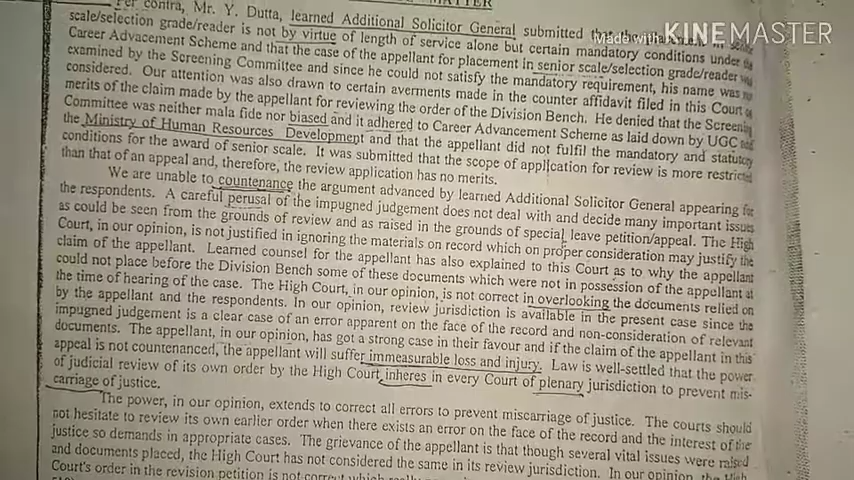 MATTER
Per contra, Mr. Y. Dutta, learned Additional Solicitor General submitted that
scale/selection grade/reader is not by virtue of length of service alone but certain mandatory conditions under
Career Advacement Scheme and that the case of the appellant for placement in senior scale/selection grade/reader
examined by the Screening Committee and since he could not satisfy the mandatory requirement, his name was
considered. Our attention was also drawn to certain averments made in the counter affidavit filed in this Court
merits of the claim made by the appellant for reviewing the order of the Division Bench. He denied that the Screening
Committee was neither mala fide nor biased and it adhered to Career Advancement Scheme as laid down by UGC and
the Ministry of Human Resources Development and that the appellant did not fulfil the mandatory and statutory
conditions for the award of senior scale. It was submitted that the scope of application for review is more restricted
than that of an appeal and, therefore, the review application has no merits.
We are unable to countenance the argument advanced by learned Additional Solicitor General appearing for
the respondents. A careful perusal of the impugned judgement does not deal with and decide many important issues
as could be seen from the grounds of review and as raised in the grounds of special leave petition/appeal. The High
Court, in our opinion, is not justified in ignoring the materials on record which on proper consideration may justify the
claim of the appellant. Learned counsel for the appellant has also explained to this Court as to why the appellant
could not place before the Division Bench some of these documents which were not in possession of the appellant at
the time of hearing of the case. The High Court, in our opinion, is not correct in overlooking the documents relied on
by the appellant and the respondents. In our opinion, review jurisdiction is available in the present case since the
impugned judgement is a clear case of an error apparent on the face of the record and non-consideration of relevant
documents. The appellant, in our opinion, has got a strong case in their favour and if the claim of the appellant in this
appeal is not countenanced, the appellant will suffer immeasurable loss and injury. Law is well-settled that the power
of judicial review of its own order by the High Court inheres in every Court of plenary jurisdiction to prevent mis-
carriage of justice.
The power, in our opinion, extends to correct all errors to prevent miscarriage of justice. The courts should
not hesitate to review its own earlier order when there exists an error on the face of the record and the interest of the
justice so demands in appropriate cases. The grievance of the appellant is that though several vital issues were raised
and documents placed, the High Court has not considered the same in its review jurisdiction. In our opinion, the High
Court's order in the revision petition is not correct which really
Made with KINEMASTER